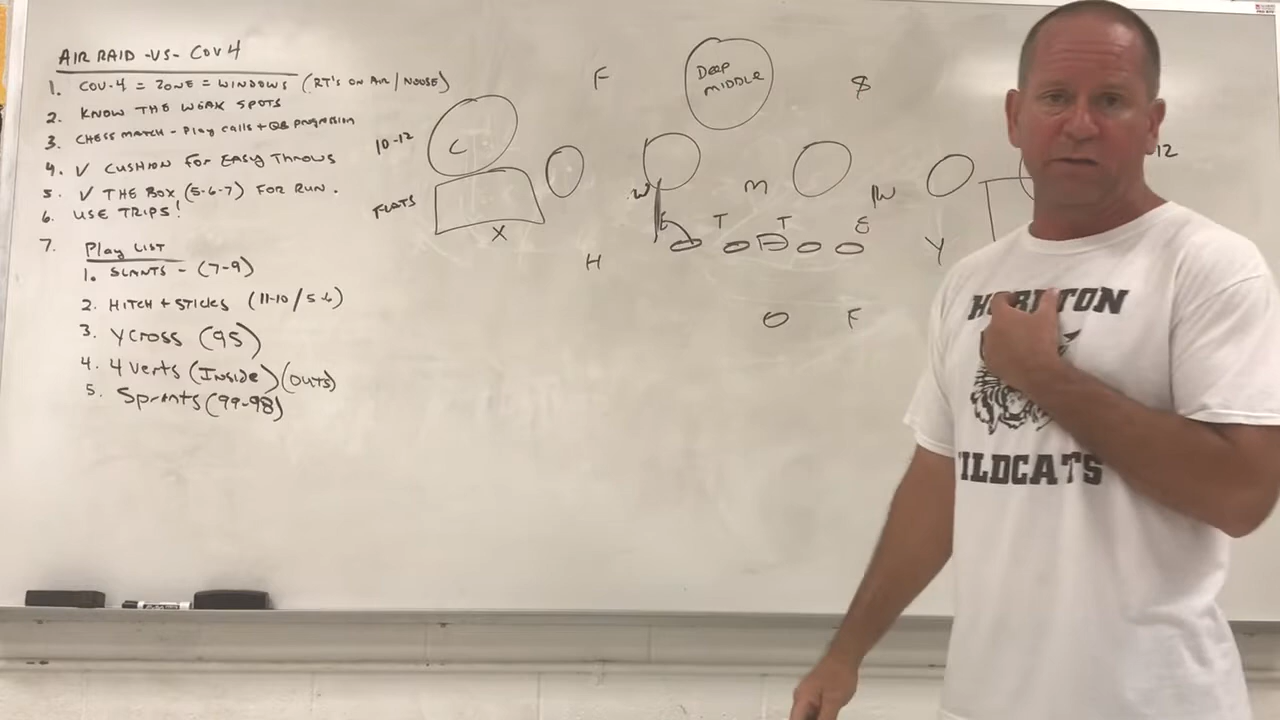 AIR RAID -VS- COV 4
1. COV-4 = ZONE = WINDOWS (RT'S ON AIR / NOOSE)
2. KNOW THE WEAK SPOTS
3. CHESS MATCH - Play calls + QB PROGRESSION
4. √ CUSHION FOR EASY THROWS
5. √ THE BOX (5-6-7) FOR RUN.
6. USE TRIPS!
7. Play LIST
1. SLANTS - (7-9)
2. HITCH + STICKS (11-10 / 5-6)
3. YCROSS (95)
4. 4 VERTS (INSIDE) (OUTS)
5. Sprints (99-98)
F
DEEP
MIDDLE
$
10-12
C
12
FLATS
W
M
W
E
T
T
E
X
H
Y
F
WILDCATS